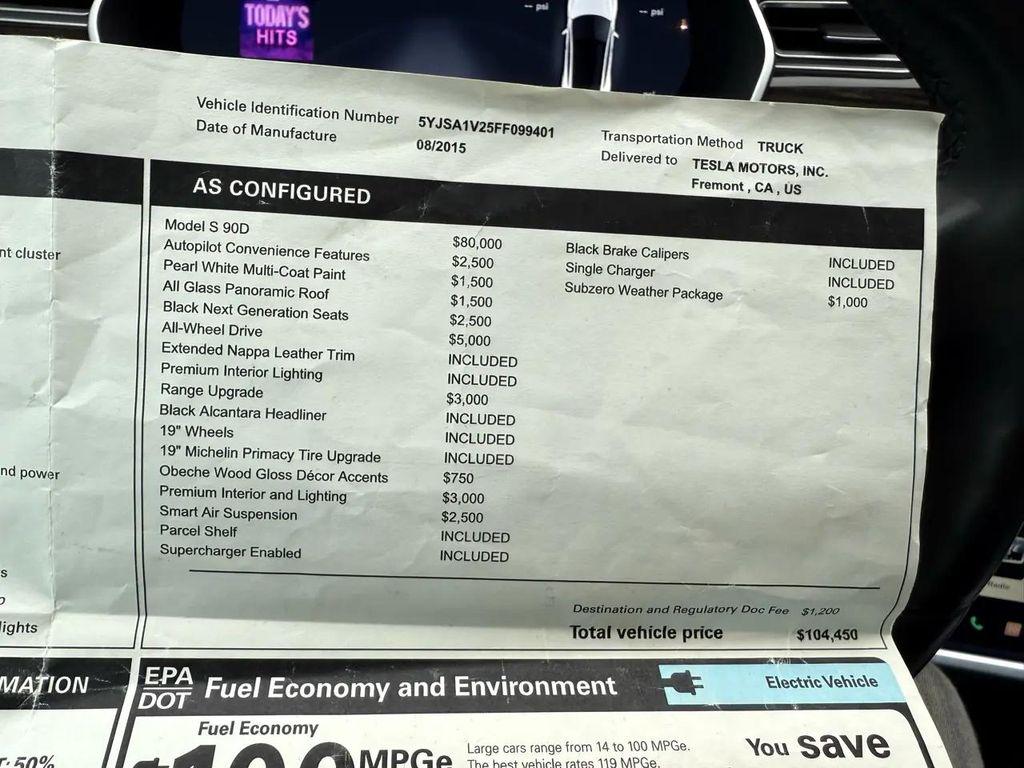 TODAY'S
HITS
-- psi
-- psi
Vehicle Identification Number 5YJSA1V25FF099401
Date of Manufacture 08/2015
Transportation Method TRUCK
Delivered to TESLA MOTORS, INC.
Fremont , CA , US
AS CONFIGURED
Model S 90D $80,000
Autopilot Convenience Features $2,500
Pearl White Multi-Coat Paint $1,500
All Glass Panoramic Roof $1,500
Black Next Generation Seats $2,500
All-Wheel Drive $5,000
Extended Nappa Leather Trim INCLUDED
Premium Interior Lighting INCLUDED
Range Upgrade $3,000
Black Alcantara Headliner INCLUDED
19" Wheels INCLUDED
19" Michelin Primacy Tire Upgrade INCLUDED
Obeche Wood Gloss Décor Accents $750
Premium Interior and Lighting $3,000
Smart Air Suspension $2,500
Parcel Shelf INCLUDED
Supercharger Enabled INCLUDED
Black Brake Calipers INCLUDED
Single Charger INCLUDED
Subzero Weather Package $1,000
Destination and Regulatory Doc Fee $1,200
Total vehicle price $104,450
nt cluster
nd power
s
lights
MATION
T: 50%
EPA
DOT
Fuel Economy and Environment
Electric Vehicle
Fuel Economy
MPGe
Large cars range from 14 to 100 MPGe.
The best vehicle rates 119 MPGe.
You save